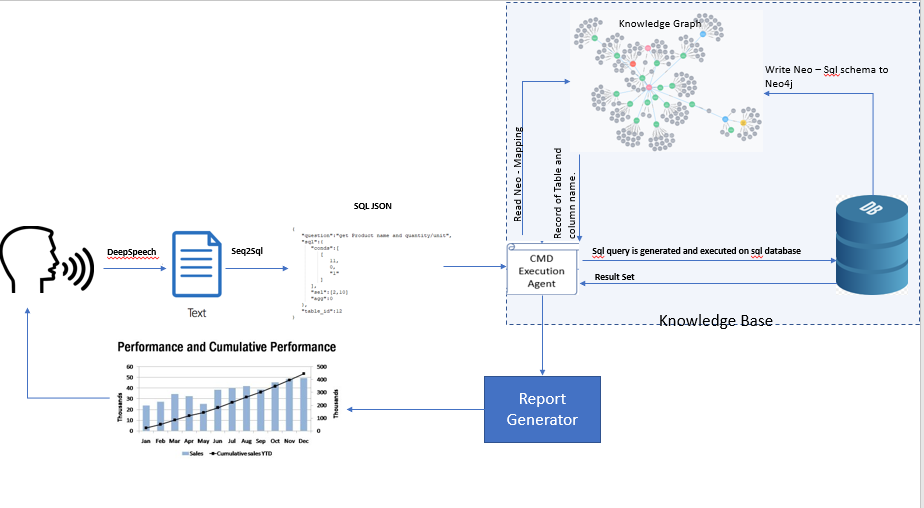 Knowledge Graph
Write Neo – Sql schema to
Neo4j
Read Neo - Mapping
Record of Table and
column name.
DB
SQL JSON
{
"question":"get Product name and quantity/unit",
"sql":{
"conds":[
[
11,
0,
"1"
]
],
"sel":[2,10]
"agg":0
},
"table_id":12
}
DeepSpeech
Seq2Sql
Text
CMD
Execution
Agent
Sql query is generated and executed on sql database
Result Set
Knowledge Base
Performance and Cumulative Performance
60
50
40
30
20
10
0
Thousands
500
400
300
200
100
0
Thousands
Jan Feb Mar Apr May Jun Jul Aug Sep Oct Nov Dec
Sales Cumulative sales YTD
Report
Generator